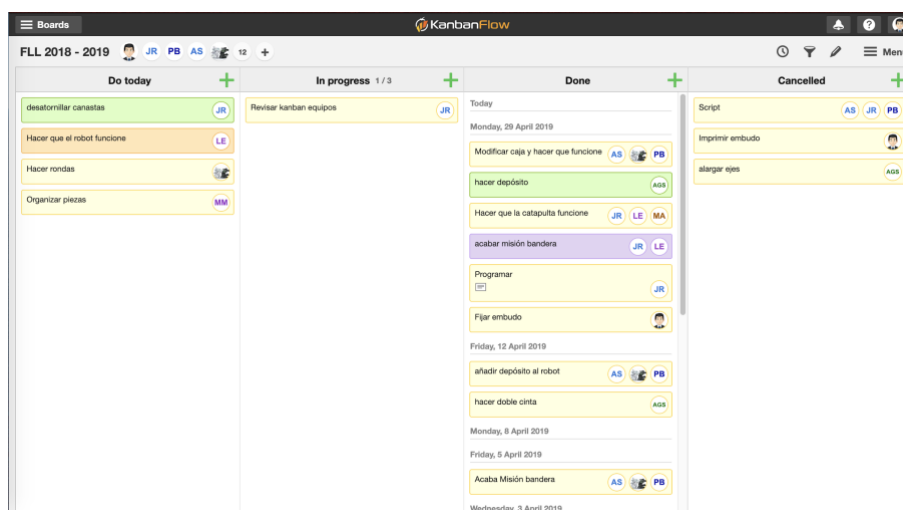 Boards
KanbanFlow
?
FLL 2018 - 2019 JR PB AS 12 +
Menu
Do today
In progress 1 / 3
Done
Cancelled
desatornillar canastas JR
Hacer que el robot funcione LE
Hacer rondas
Organizar piezas MM
Revisar kanban equipos JR
Today
Monday, 29 April 2019
Modificar caja y hacer que funcione AS PB
hacer depósito AGS
Hacer que la catapulta funcione JR LE MA
acabar misión bandera JR LE
Programar
JR
Fijar embudo
Friday, 12 April 2019
añadir depósito al robot AS PB
hacer doble cinta AGS
Monday, 8 April 2019
Friday, 5 April 2019
Acaba Misión bandera AS PB
Wednesday, 3 April 2019
Script AS JR PB
Imprimir embudo
alargar ejes AGS